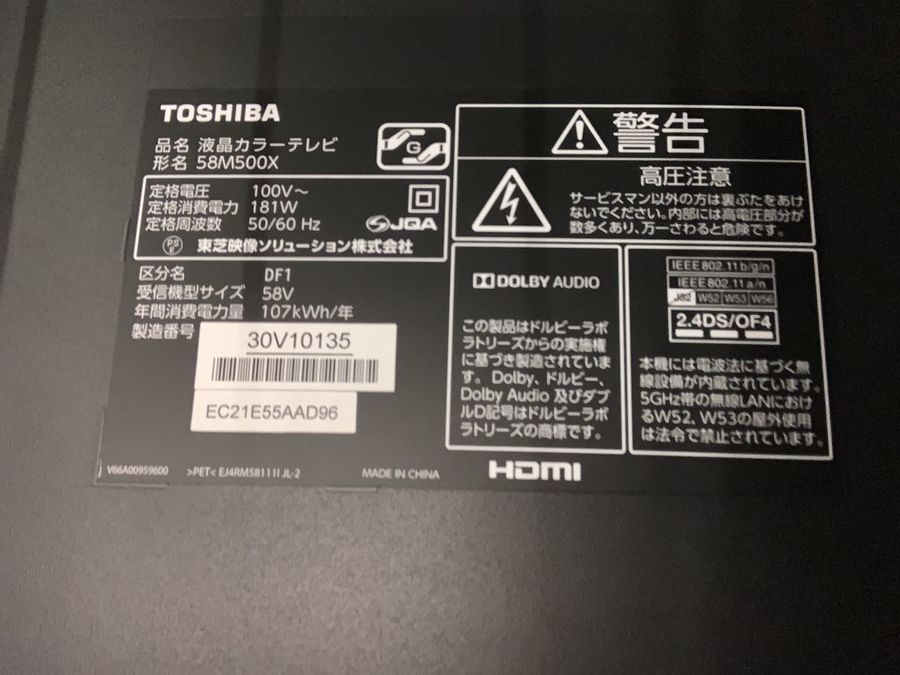 TOSHIBA
品名 液晶カラーテレビ
形名 58M500X
G
定格電圧 100V～
定格消費電力 181W
定格周波数 50/60 Hz
JQA
PS
E
東芝映像ソリューション株式会社
区分名 DF1
受信機型サイズ 58V
年間消費電力量 107kWh/年
製造番号
30V10135
EC21E55AAD96
V66A00959600
>PET< EJ4RM58111I JL-2
MADE IN CHINA
警告
高圧注意
サービスマン以外の方は裏ぶたをあけ
ないでください。内部には高電圧部分が
数多くあり、万一さわると危険です。
DOLBY AUDIO
この製品はドルビーラボ
ラトリーズからの実施権
に基づき製造されていま
す。Dolby、ドルビー、
Dolby Audio 及びダブ
ルD記号はドルビーラボ
ラトリーズの商標です。
HDMI
IEEE802.11b/g/n
IEEE802.11a/n
J52 W52 W53 W56
2.4DS/OF4
本機には電波法に基づく無
線設備が内蔵されています。
5GHz帯の無線LANにおけ
るW52、W53の屋外使用
は法令で禁止されています。